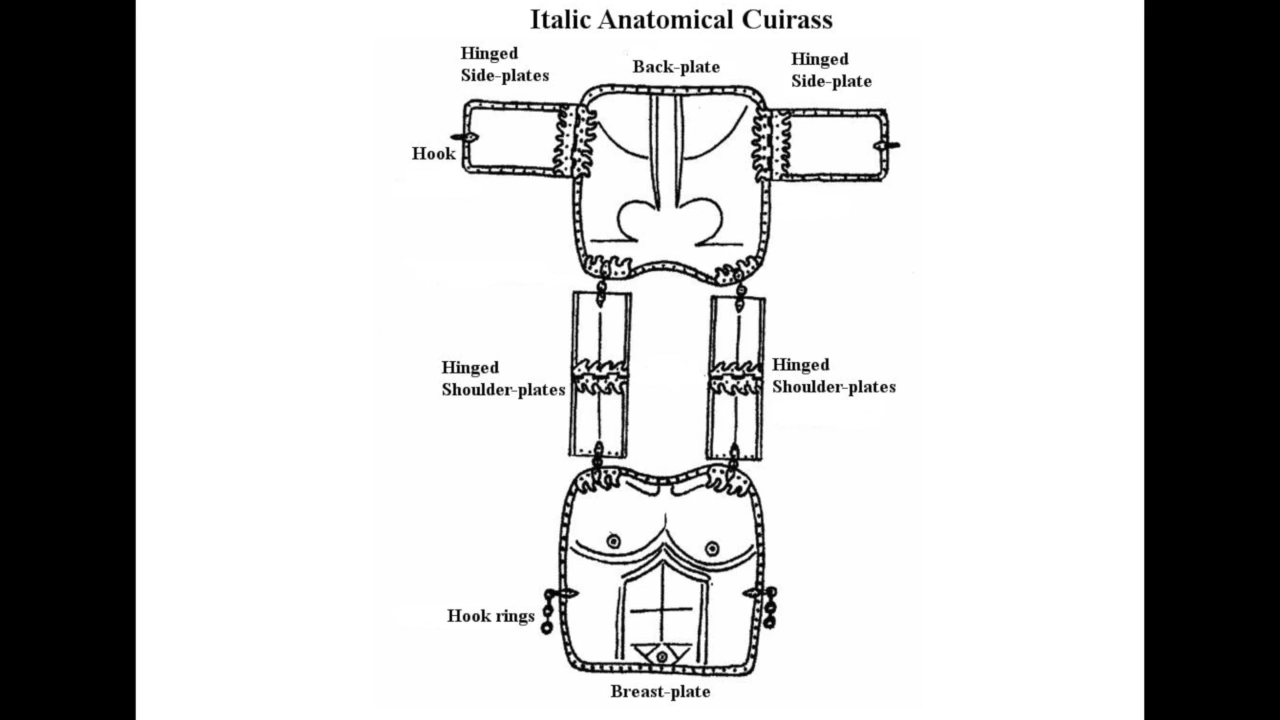 Italic Anatomical Cuirass
Hinged
Side-plates
Back-plate
Hinged
Side-plate
Hook
Hinged
Shoulder-plates
Hinged
Shoulder-plates
Hook rings
Breast-plate